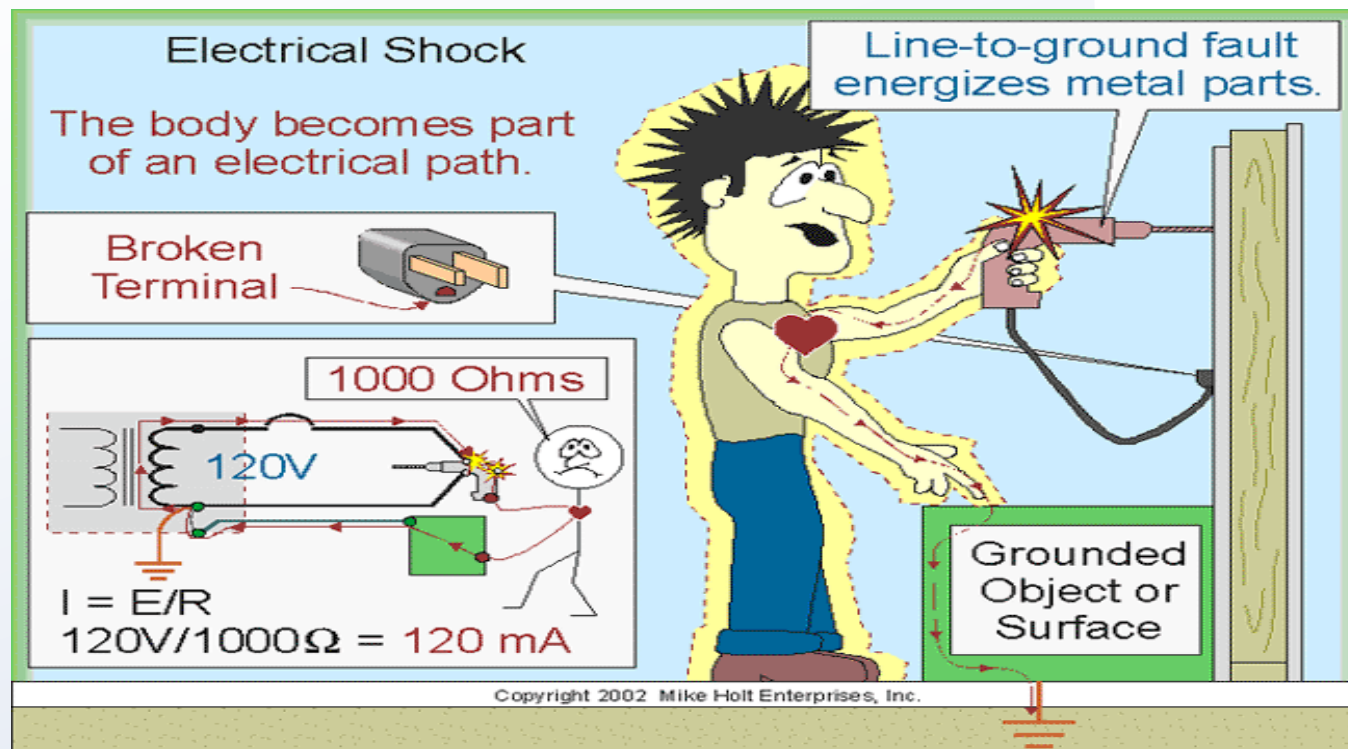 Electrical Shock
The body becomes part
of an electrical path.
Line-to-ground fault
energizes metal parts.
Broken
Terminal
1000 Ohms
120V
I = E/R
120V/1000Ω = 120 mA
Grounded
Object or
Surface
Copyright 2002 Mike Holt Enterprises, Inc.